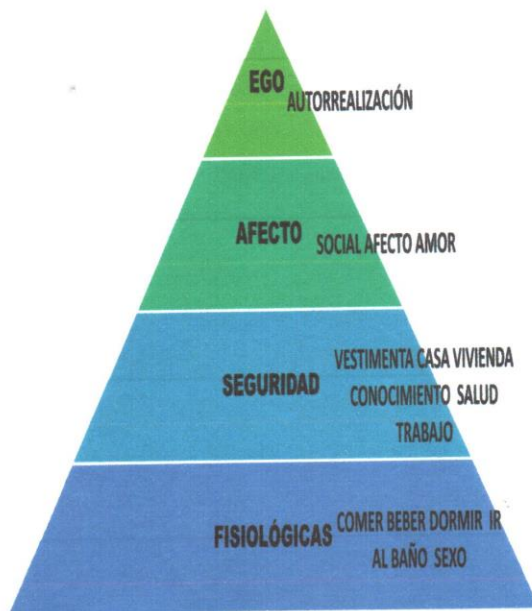 EGO
AUTORREALIZACIÓN
AFECTO
SOCIAL AFECTO AMOR
SEGURIDAD
VESTIMENTA CASA VIVIENDA
CONOCIMIENTO SALUD
TRABAJO
FISIOLÓGICAS
COMER BEBER DORMIR IR
AL BAÑO SEXO